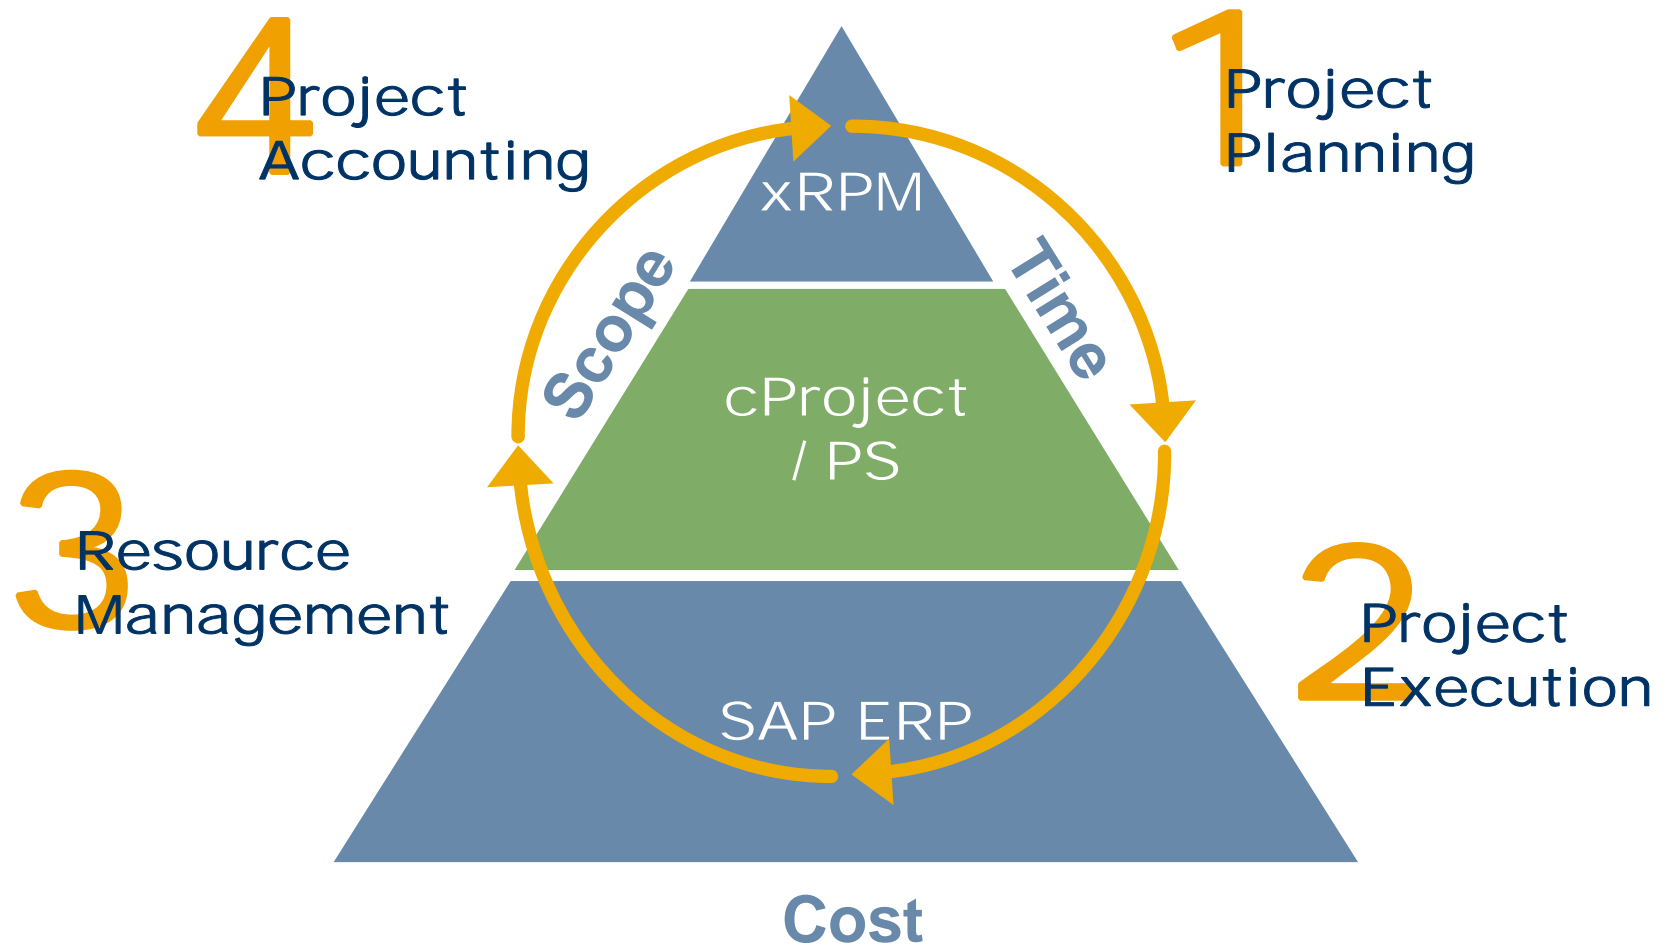 4
Project
Accounting
1
Project
Planning
xRPM
Scope
Time
cProject
/ PS
3
Resource
Management
2
Project
Execution
SAP ERP
Cost